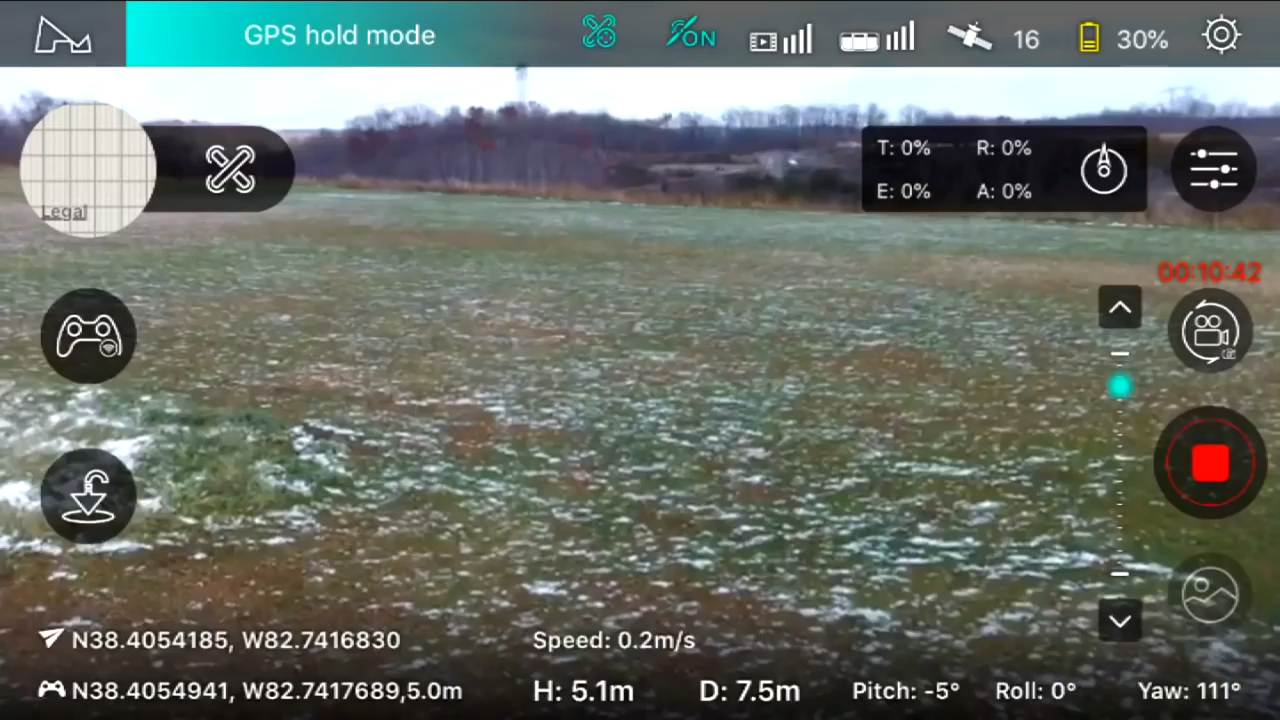 GPS hold mode
ON
16
30%
T: 0% R: 0%
E: 0% A: 0%
Legal
00:10:42
N38.4054185, W82.7416830 Speed: 0.2m/s
N38.4054941, W82.7417689,5.0m H: 5.1m D: 7.5m Pitch: -5° Roll: 0° Yaw: 111°